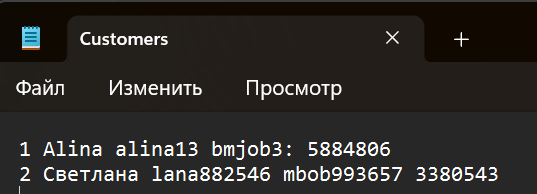 Customers
Файл Изменить Просмотр
1 Alina alina13 bmjob3: 5884806
2 Светлана lana882546 mbob993657 3380543